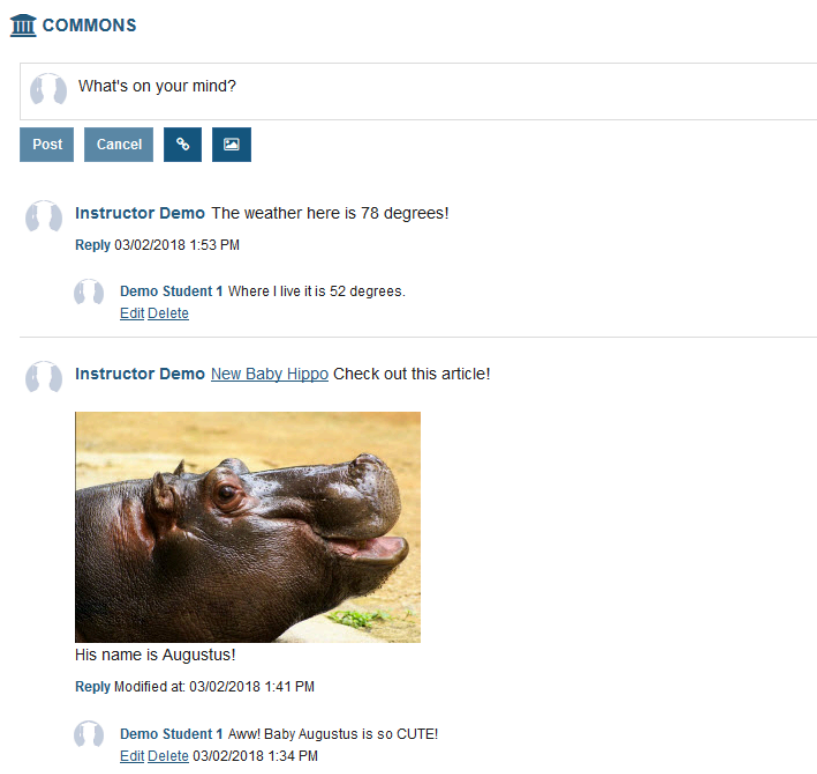 COMMONS
What's on your mind?
Post Cancel
Instructor Demo The weather here is 78 degrees!
Reply 03/02/2018 1:53 PM
Demo Student 1 Where I live it is 52 degrees.
Edit Delete
Instructor Demo New Baby Hippo Check out this article!
His name is Augustus!
Reply Modified at: 03/02/2018 1:41 PM
Demo Student 1 Aww! Baby Augustus is so CUTE!
Edit Delete 03/02/2018 1:34 PM